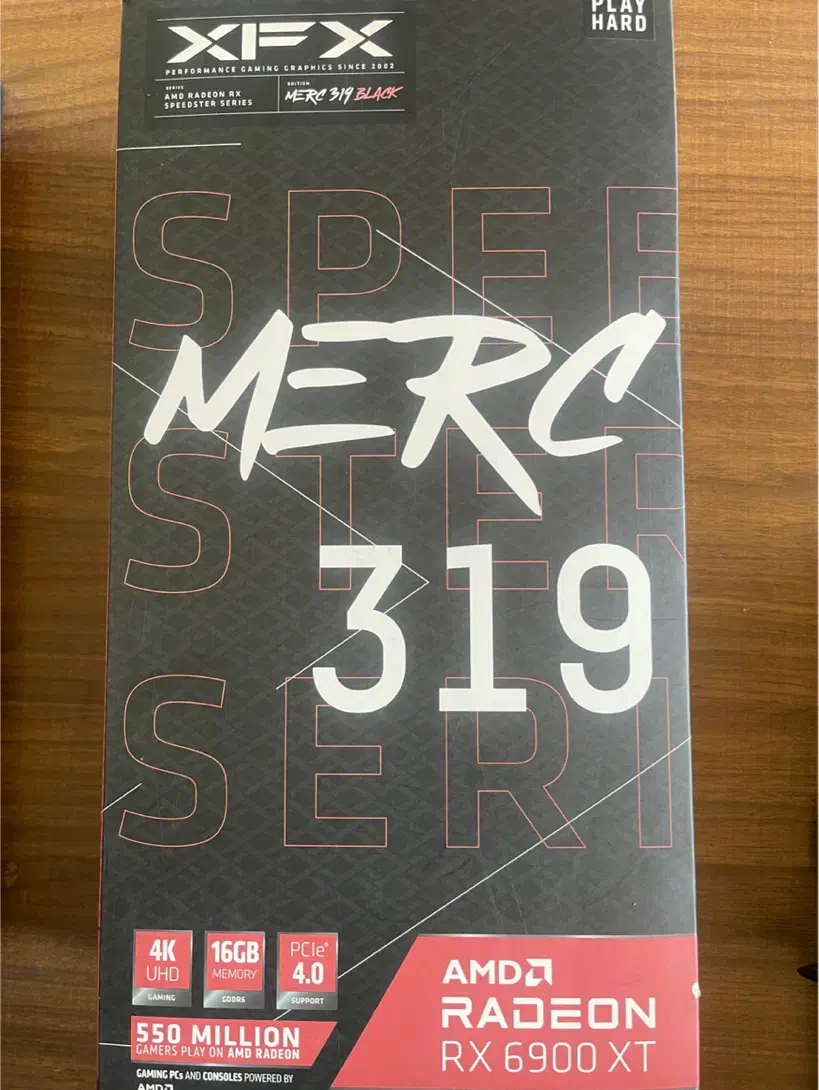 PLAY
HARD
XFX
PERFORMANCE GAMING GRAPHICS SINCE 2002
SERIES
AMD RADEON RX
SPEEDSTER SERIES
EDITION
MERC 319 BLACK
SPEE
MERC
STER
319
SERI
4K
UHD
GAMING
16GB
MEMORY
GDDR6
PCIe®
4.0
SUPPORT
AMD
RADEON
RX 6900 XT
550 MILLION
GAMERS PLAY ON AMD RADEON
GAMING PCs AND CONSOLES POWERED BY
AMD